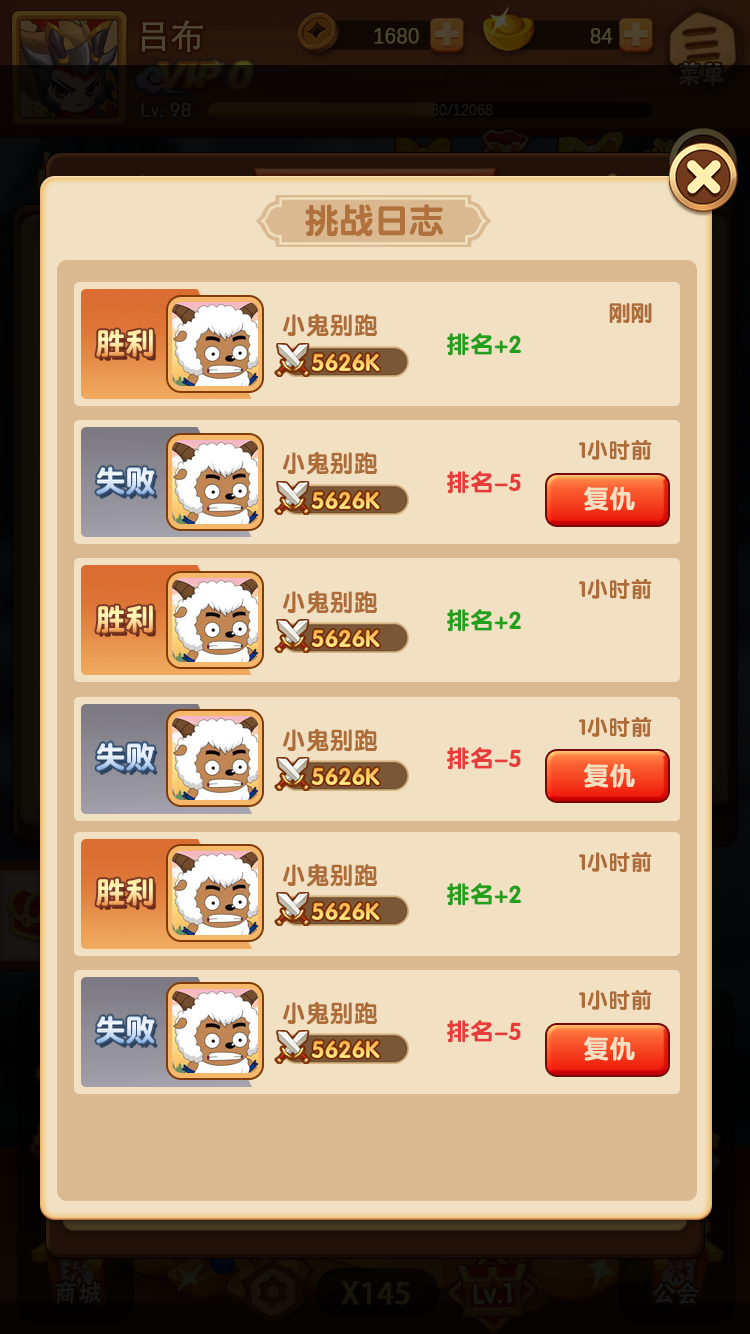 吕布
1680
84
菜单
VIP 0
Lv. 98
挑战日志
胜利
小鬼别跑
5626K
排名+2
刚刚
失败
小鬼别跑
5626K
排名-5
1小时前
复仇
胜利
小鬼别跑
5626K
排名+2
1小时前
失败
小鬼别跑
5626K
排名-5
1小时前
复仇
胜利
小鬼别跑
5626K
排名+2
1小时前
失败
小鬼别跑
5626K
排名-5
1小时前
复仇
商城
X145
Lv.1
公会